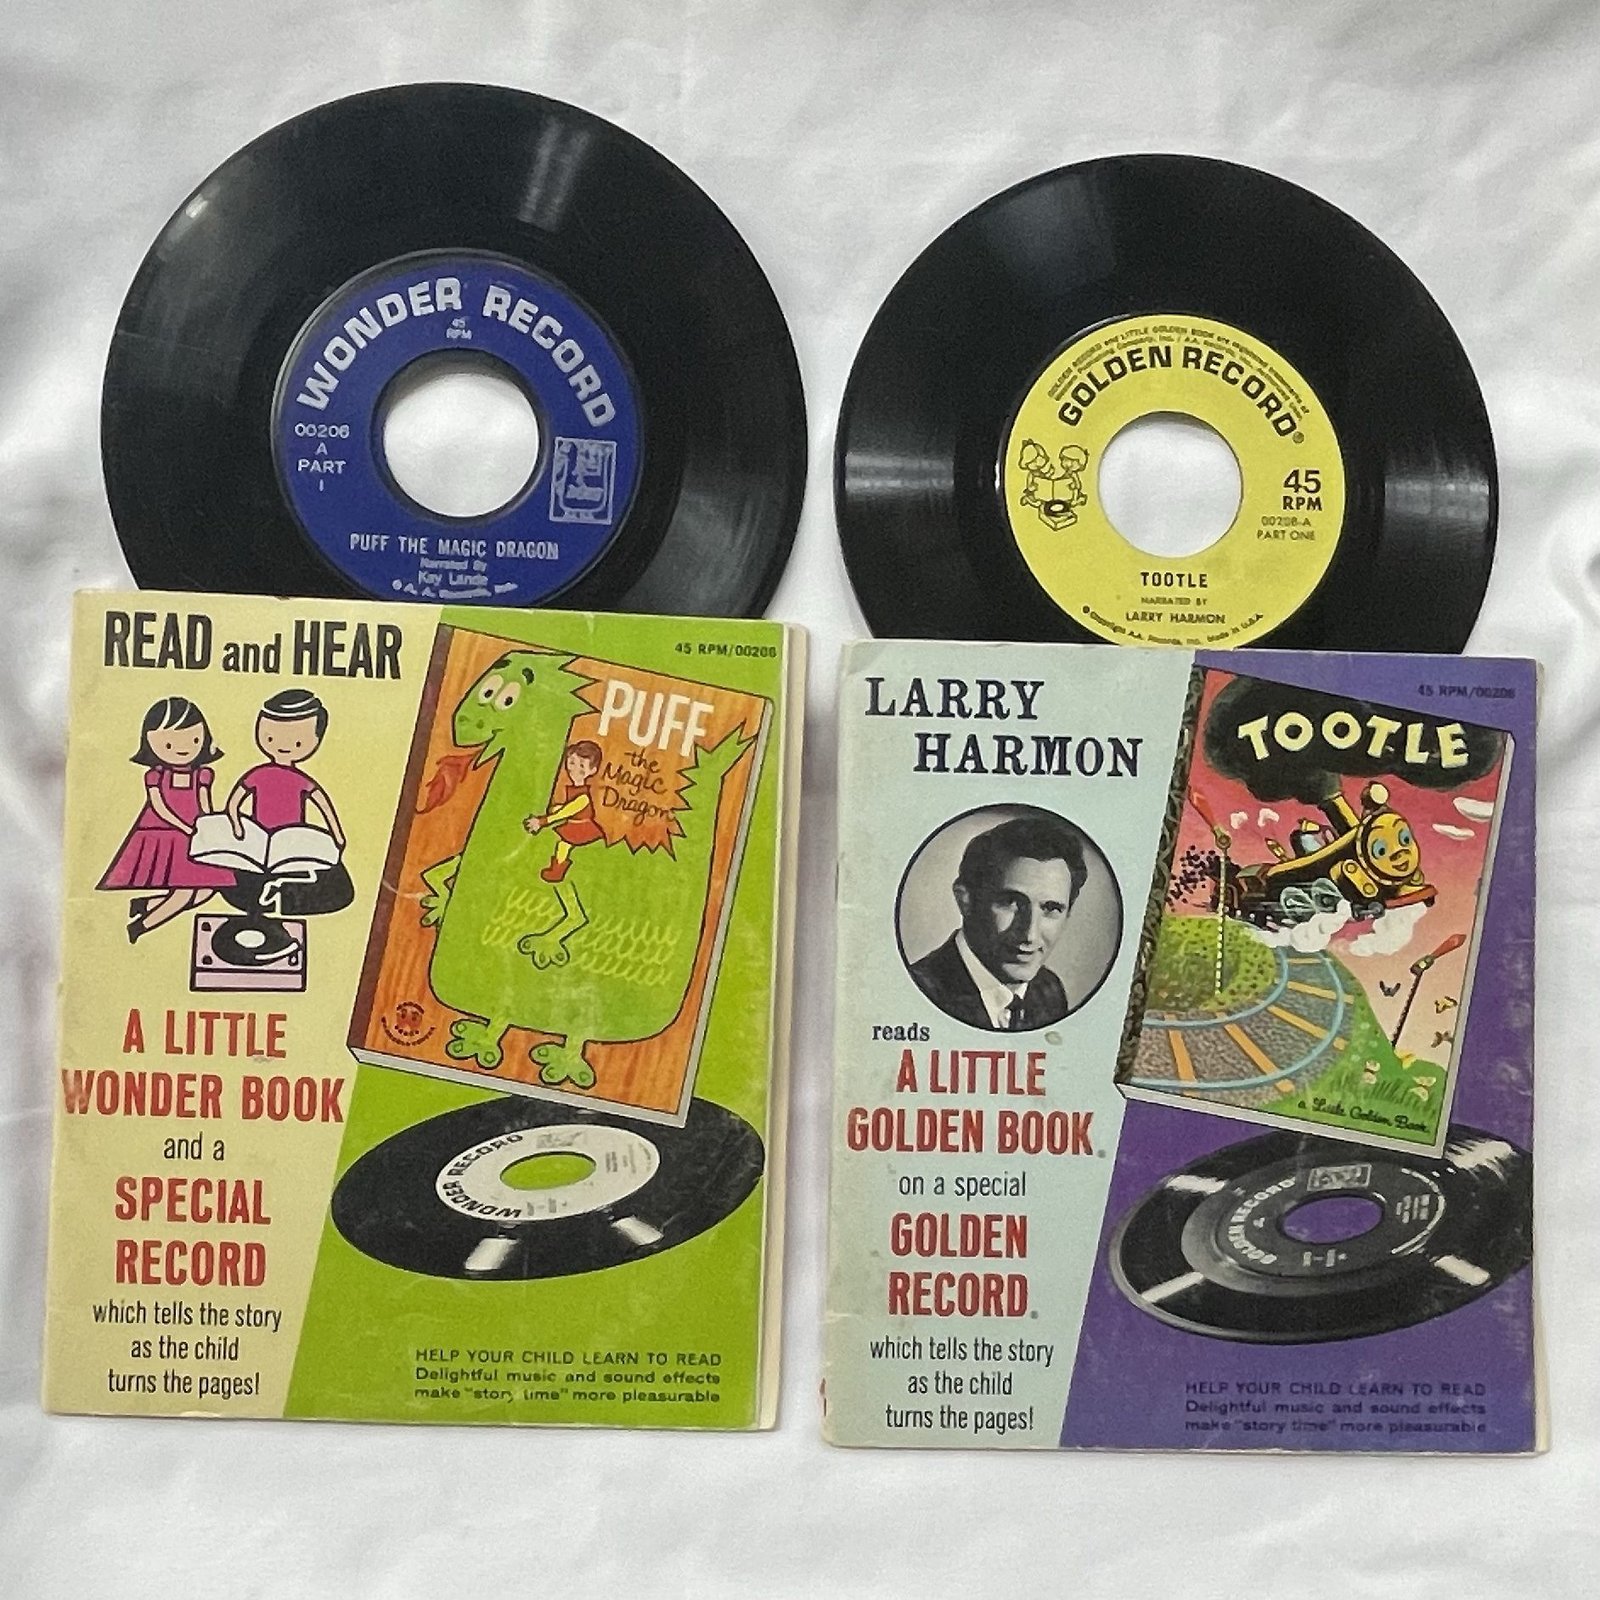 WONDER RECORD
45
RPM
00206
A
PART
I
PUFF THE MAGIC DRAGON
Narrated By
Kay Lande
GOLDEN RECORD®
45
RPM
00208-A
PART ONE
TOOTLE
NARRATED BY
LARRY HARMON
© Copyright A.A. Records, Inc. Made in U.S.A.
READ and HEAR
45 RPM/00206
PUFF
the
Magic
Dragon
A LITTLE
WONDER BOOK
and a
SPECIAL
RECORD
which tells the story
as the child
turns the pages!
WONDER RECORD
HELP YOUR CHILD LEARN TO READ
Delightful music and sound effects
make "story time" more pleasurable
LARRY
HARMON
45 RPM/00208
TOOTLE
a Little Golden Book
reads
A LITTLE
GOLDEN BOOK®
on a special
GOLDEN
RECORD®
which tells the story
as the child
turns the pages!
GOLDEN RECORD
HELP YOUR CHILD LEARN TO READ
Delightful music and sound effects
make "story time" more pleasurable